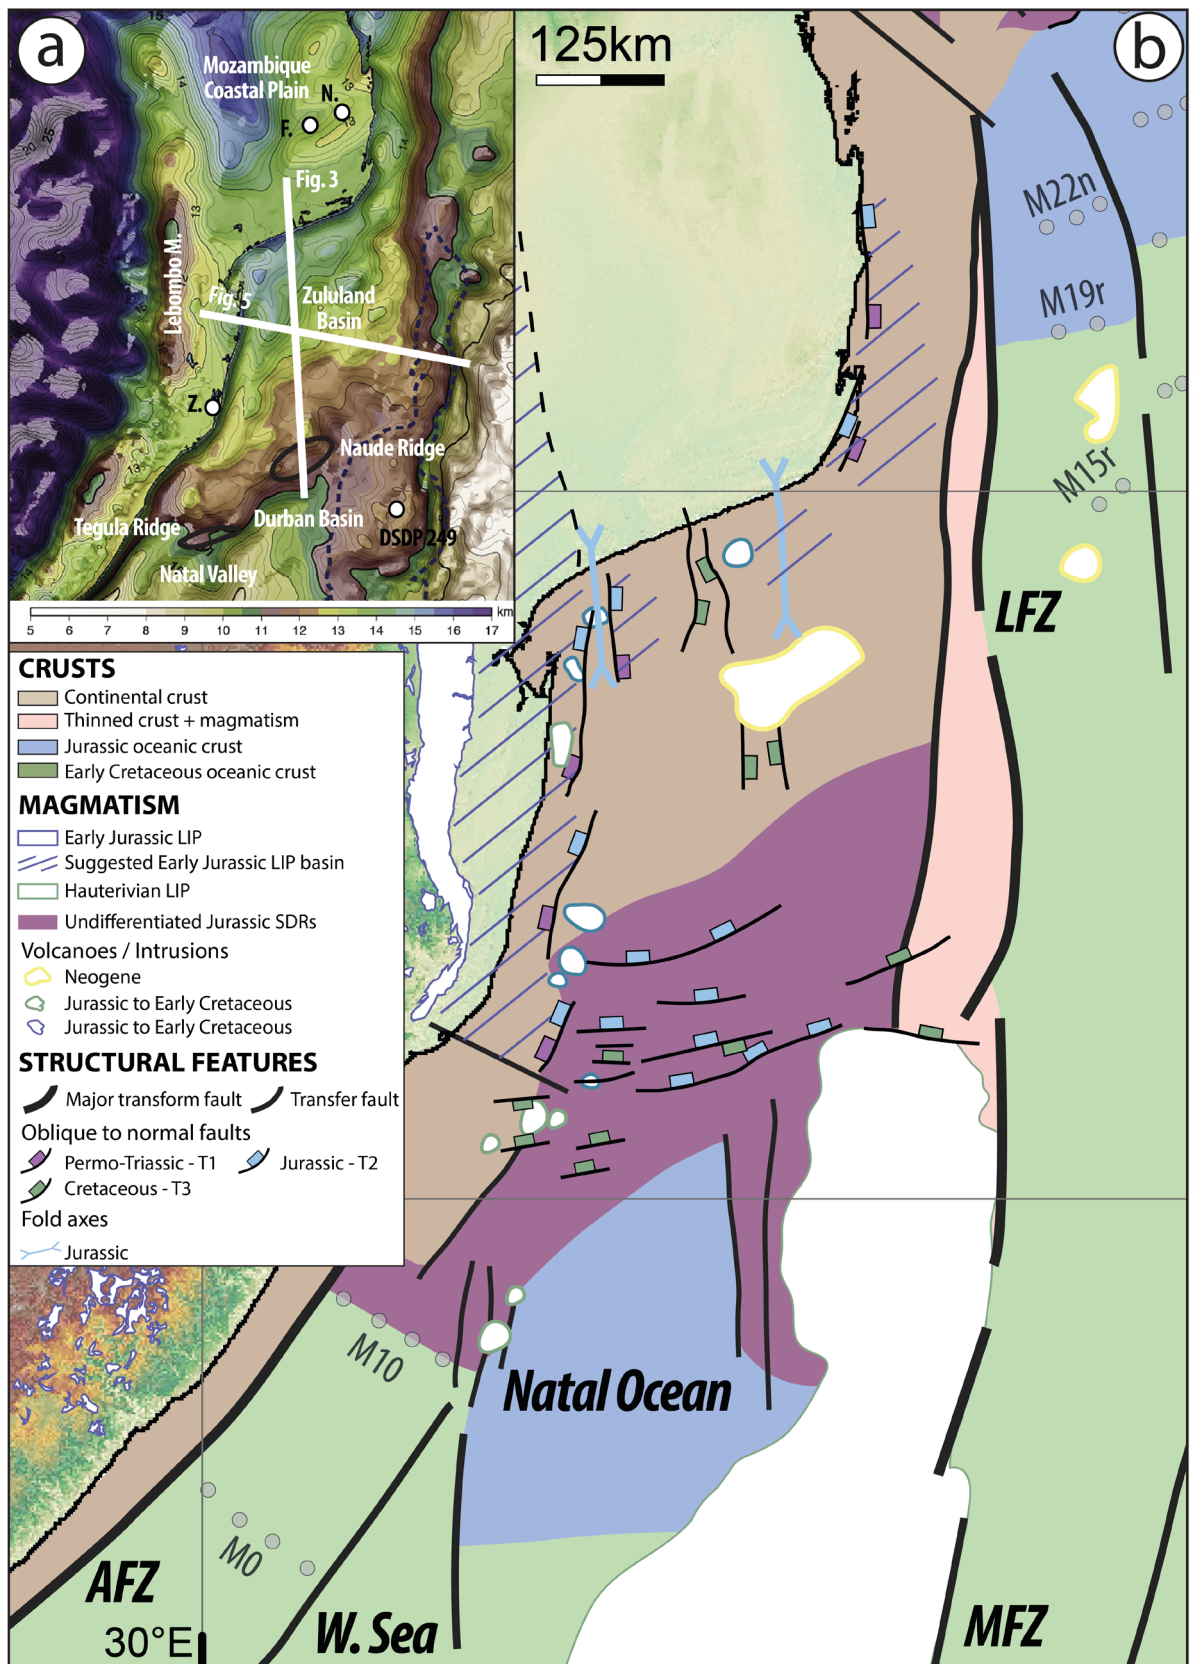 a
Mozambique
Coastal Plain
N.
F.
Fig. 3
Lebombo M.
Fig. 5
Zululand
Basin
Z.
Naude Ridge
Tegula Ridge
Durban Basin
DSDP 249
Natal Valley
km
5 6 7 8 9 10 11 12 13 14 15 16 17
125km
b
M22n
M19r
M15r
LFZ
CRUSTS
Continental crust
Thinned crust + magmatism
Jurassic oceanic crust
Early Cretaceous oceanic crust
MAGMATISM
Early Jurassic LIP
Suggested Early Jurassic LIP basin
Hauterivian LIP
Undifferentiated Jurassic SDRs
Volcanoes / Intrusions
Neogene
Jurassic to Early Cretaceous
Jurassic to Early Cretaceous
STRUCTURAL FEATURES
Major transform fault
Transfer fault
Oblique to normal faults
Permo-Triassic - T1
Jurassic - T2
Cretaceous - T3
Fold axes
Jurassic
M10
Natal Ocean
M0
AFZ
W. Sea
MFZ
30°E